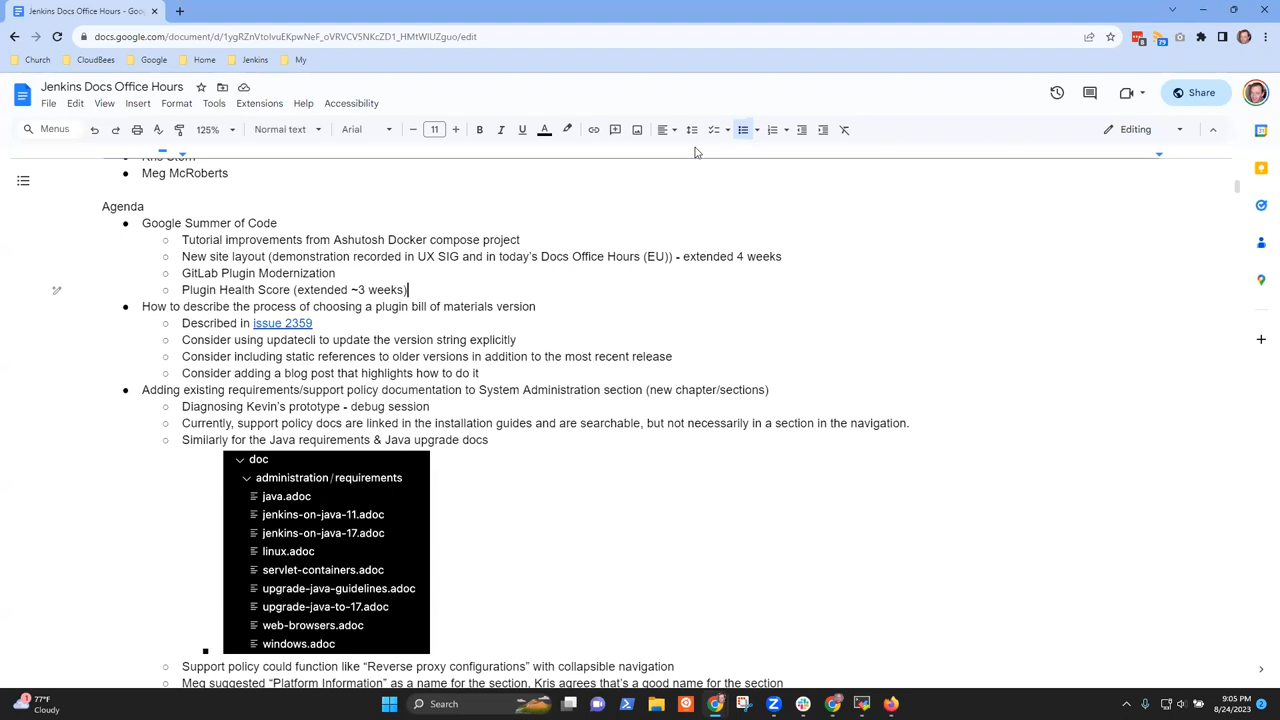 Jenkins Docs Office Hours - Goog
docs.google.com/document/d/1ygRZnVtoIvuEKpwNeF_oVRVCV5NKcZD1_HMtWlUZguo/edit
Church
CloudBees
Google
Home
Jenkins
My
Jenkins Docs Office Hours
File Edit View Insert Format Tools Extensions Help Accessibility
Share
Menus
125%
Normal text
Arial
11
Editing
Kris Stern
Meg McRoberts
Agenda
Google Summer of Code
Tutorial improvements from Ashutosh Docker compose project
New site layout (demonstration recorded in UX SIG and in today's Docs Office Hours (EU)) - extended 4 weeks
GitLab Plugin Modernization
Plugin Health Score (extended ~3 weeks)
How to describe the process of choosing a plugin bill of materials version
Described in issue 2359
Consider using updatecli to update the version string explicitly
Consider including static references to older versions in addition to the most recent release
Consider adding a blog post that highlights how to do it
Adding existing requirements/support policy documentation to System Administration section (new chapter/sections)
Diagnosing Kevin's prototype - debug session
Currently, support policy docs are linked in the installation guides and are searchable, but not necessarily in a section in the navigation.
Similarly for the Java requirements & Java upgrade docs
doc
administration / requirements
java.adoc
jenkins-on-java-11.adoc
jenkins-on-java-17.adoc
linux.adoc
servlet-containers.adoc
upgrade-java-guidelines.adoc
upgrade-java-to-17.adoc
web-browsers.adoc
windows.adoc
Support policy could function like "Reverse proxy configurations" with collapsible navigation
Meg suggested "Platform Information" as a name for the section. Kris agrees that's a good name for the section
77°F
Cloudy
Search
9:05 PM
8/24/2023